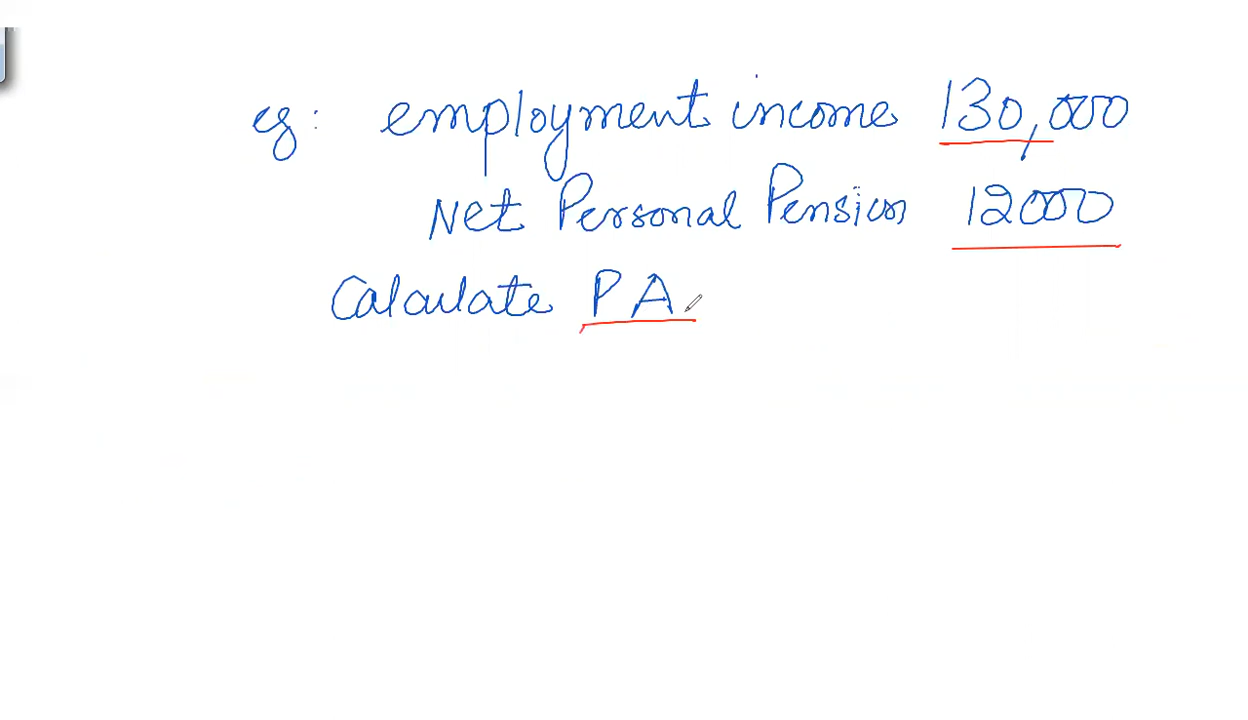 eg: employment income 130,000
Net Personal Pension 12000
Calculate PA.